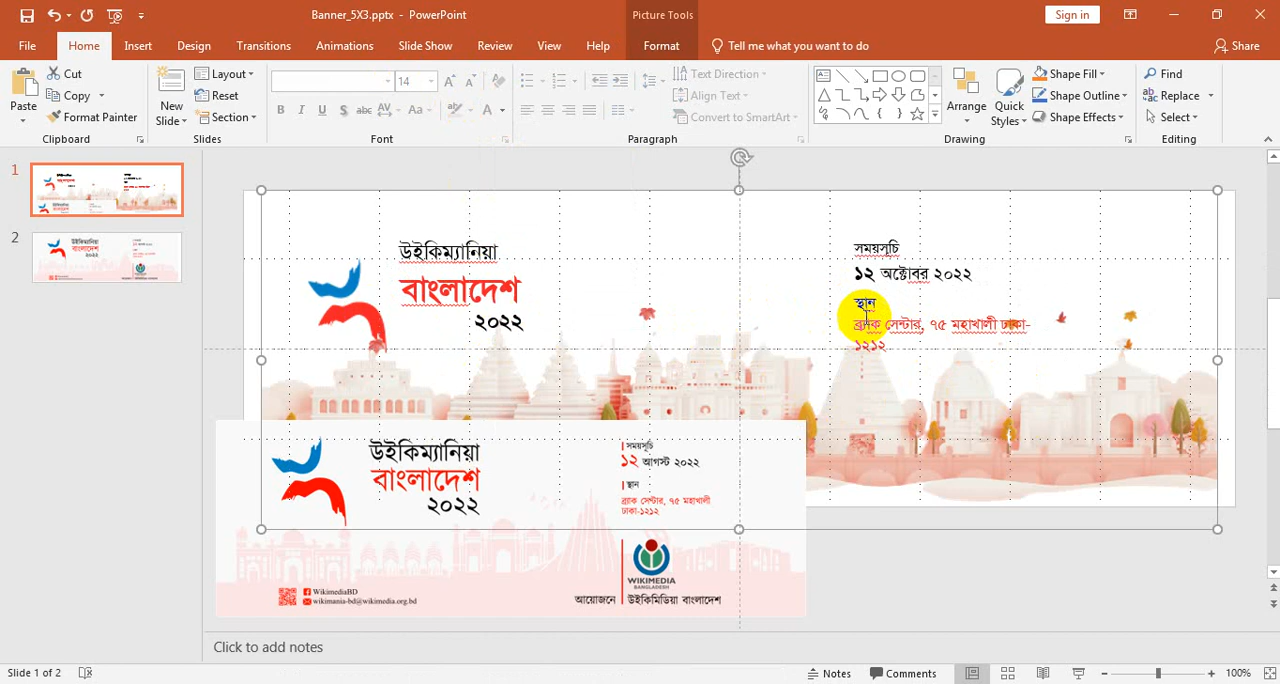 Banner_5X3.pptx - PowerPoint
Picture Tools
Sign in
File Home Insert Design Transitions Animations Slide Show Review View Help Format Tell me what you want to do Share
Paste
Cut
Copy
Format Painter
Clipboard
New Slide
Layout
Reset
Section
Slides
14
Font
Text Direction
Align Text
Convert to SmartArt
Paragraph
Arrange
Quick Styles
Shape Fill
Shape Outline
Shape Effects
Drawing
Find
Replace
Select
Editing
1
2
উইকিম্যানিয়া
বাংলাদেশ
২০২২
সময়সূচি
১২ অক্টোবর ২০২২
স্থান
ব্র্যাক সেন্টার, ৭৫ মহাখালী ঢাকা-
১২১২
উইকিম্যানিয়া
বাংলাদেশ
২০২২
সময়সূচি
১২ আগস্ট ২০২২
স্থান
ব্র্যাক সেন্টার, ৭৫ মহাখালী
ঢাকা-১২১২
WIKIMEDIA
BANGLADESH
আয়োজনে উইকিমিডিয়া বাংলাদেশ
WikimediaBD
wikimania-bd@wikimedia.org.bd
Click to add notes
Slide 1 of 2
Notes
Comments
100%